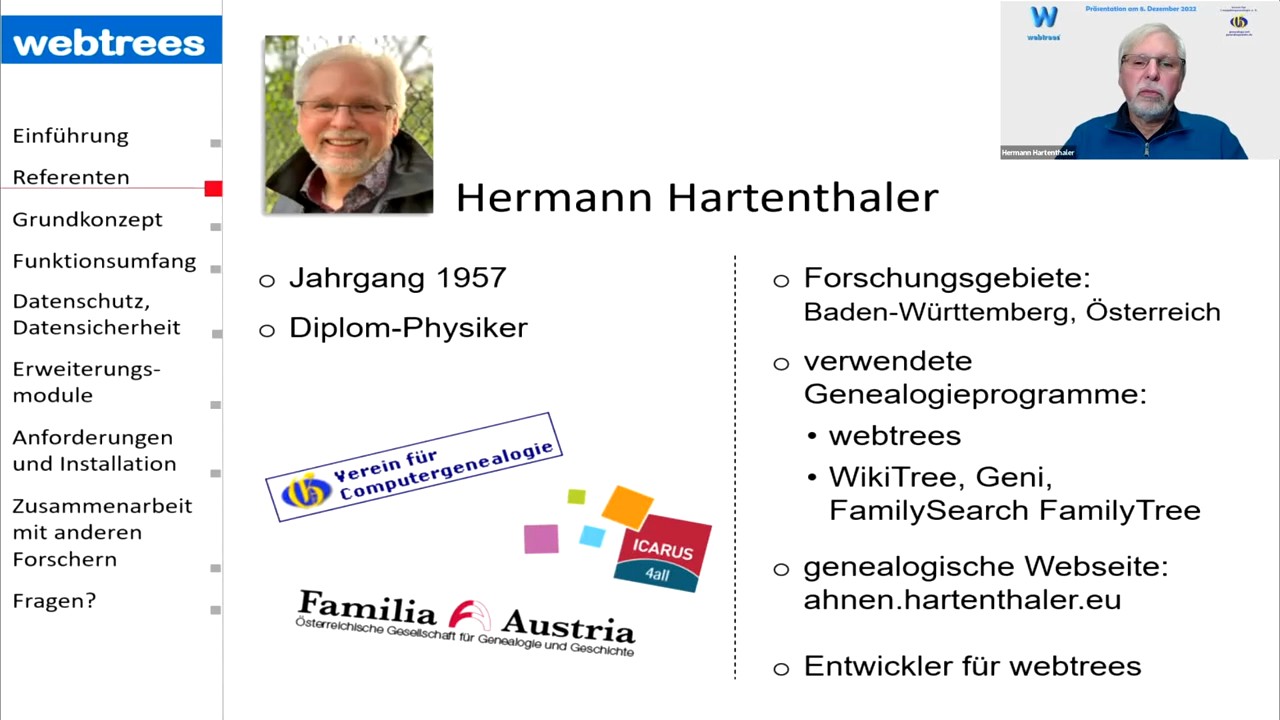 webtrees
Einführung
Referenten
Grundkonzept
Funktionsumfang
Datenschutz,
Datensicherheit
Erweiterungs-
module
Anforderungen
und Installation
Zusammenarbeit
mit anderen
Forschern
Fragen?
Hermann Hartenthaler
Jahrgang 1957
Diplom-Physiker
Verein für
Computergenealogie
ICARUS
4all
Familia Austria
Österreichische Gesellschaft für Genealogie und Geschichte
Forschungsgebiete:
Baden-Württemberg, Österreich
verwendete
Genealogieprogramme:
webtrees
WikiTree, Geni,
FamilySearch FamilyTree
genealogische Webseite:
ahnen.hartenthaler.eu
Entwickler für webtrees
Präsentation am 8. Dezember 2022
webtrees
Hermann Hartenthaler